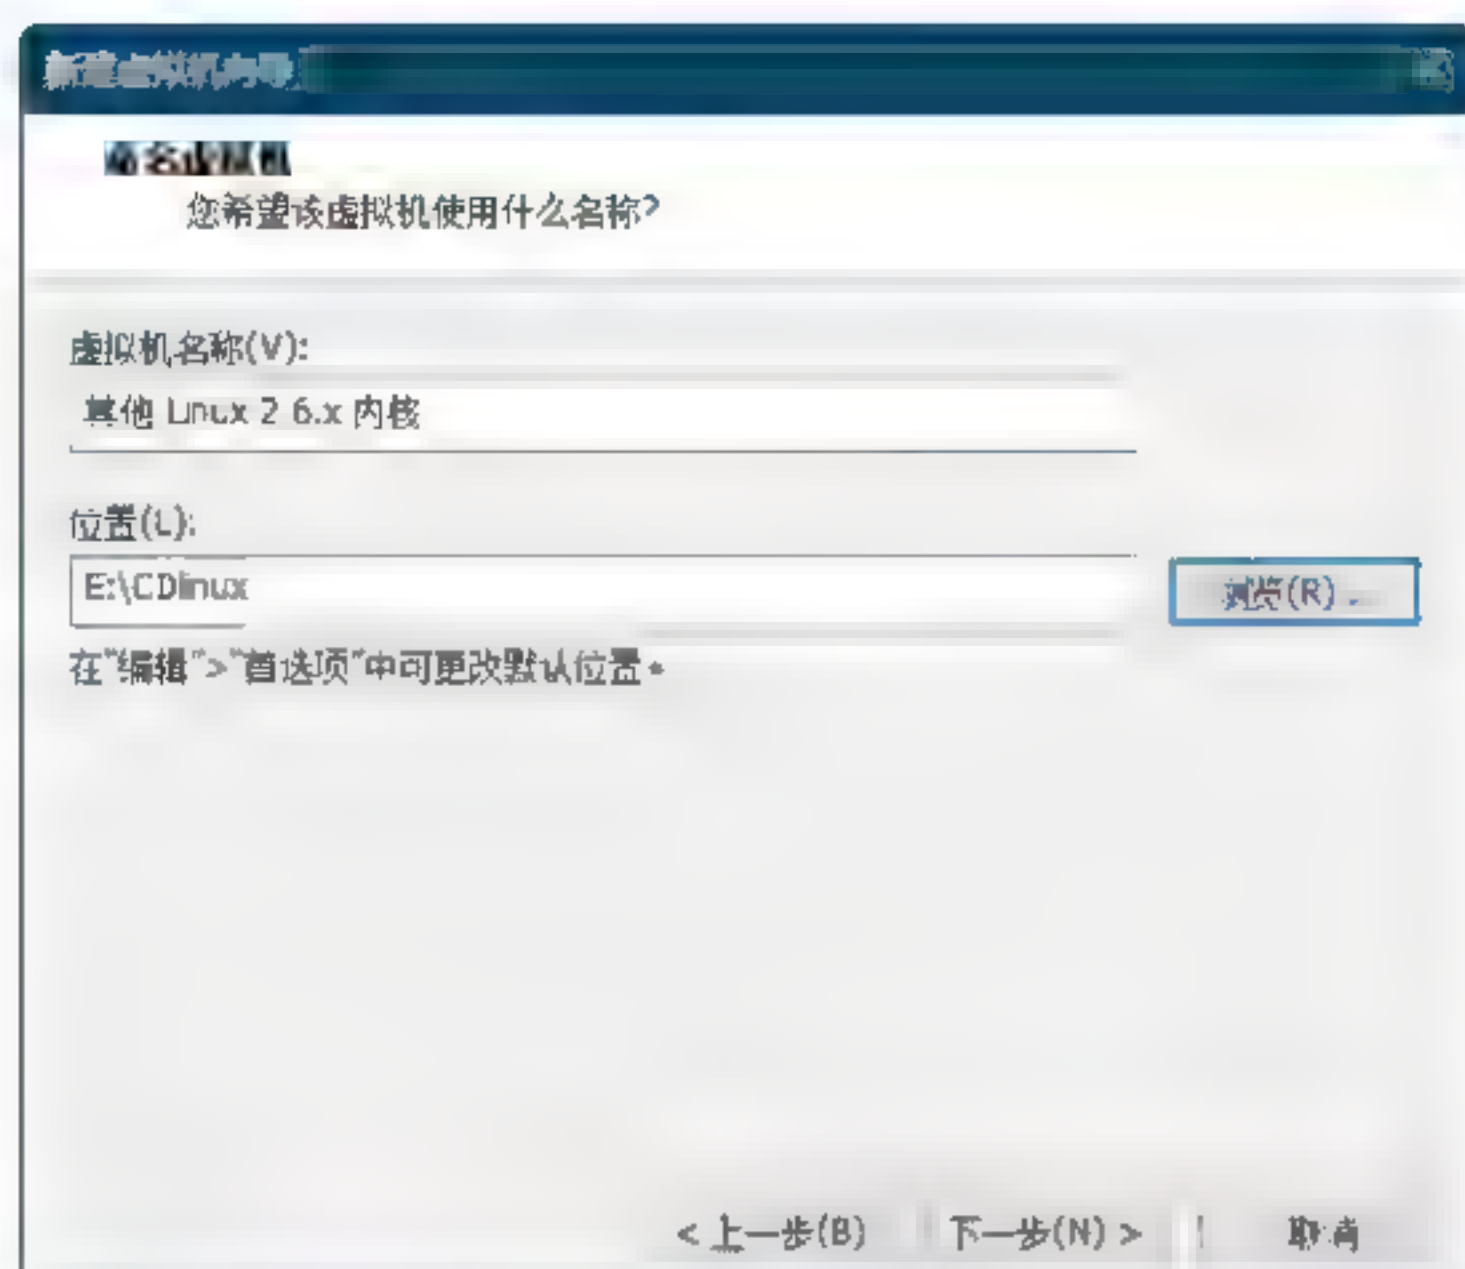 新建虚拟机向导
命名虚拟机
您希望该虚拟机使用什么名称?
虚拟机名称(V):
其他 Linux 2.6.x 内核
位置(L):
E:\CDlinux
浏览(R)...
在"编辑">"首选项"中可更改默认位置。
< 上一步(B) 下一步(N) > 取消